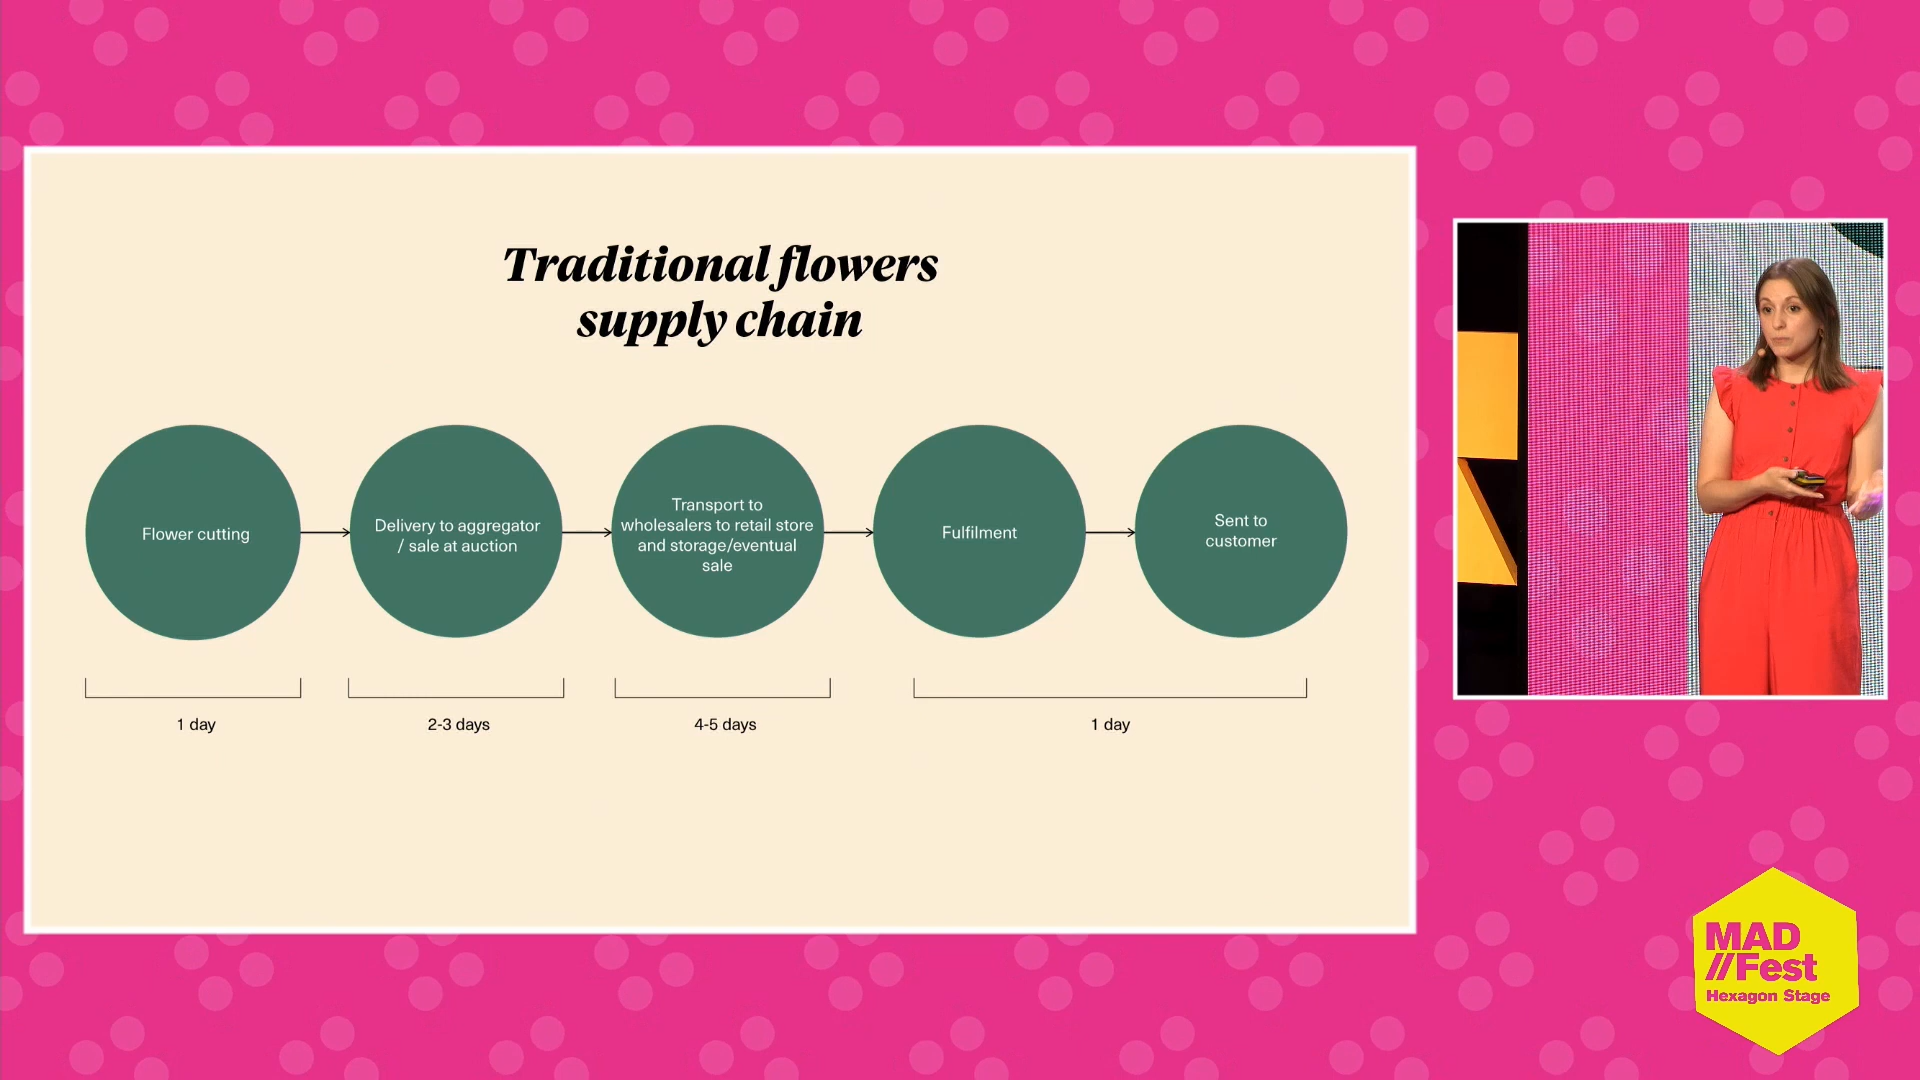 Traditional flowers
supply chain
Flower cutting
Delivery to aggregator
/ sale at auction
Transport to
wholesalers to retail store
and storage/eventual
sale
Fulfilment
Sent to
customer
1 day
2-3 days
4-5 days
1 day
MAD
//Fest
Hexagon Stage